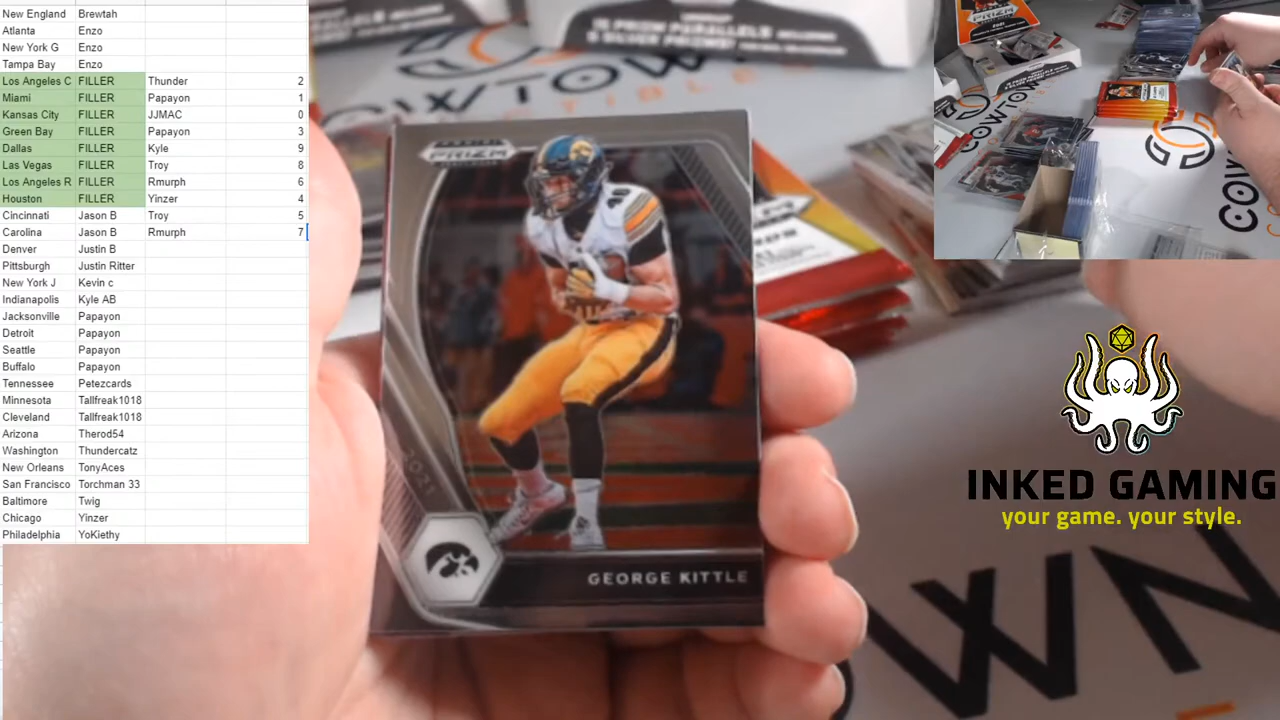 New England Brewtah
Atlanta Enzo
New York G Enzo
Tampa Bay Enzo
Los Angeles C FILLER Thunder 2
Miami FILLER Papayon 1
Kansas City FILLER JJMAC 0
Green Bay FILLER Papayon 3
Dallas FILLER Kyle 9
Las Vegas FILLER Troy 8
Los Angeles R FILLER Rmurph 6
Houston FILLER Yinzer 4
Cincinnati Jason B Troy 5
Carolina Jason B Rmurph 7
Denver Justin B
Pittsburgh Justin Ritter
New York J Kevin c
Indianapolis Kyle AB
Jacksonville Papayon
Detroit Papayon
Seattle Papayon
Buffalo Papayon
Tennessee Petezcards
Minnesota Tallfreak1018
Cleveland Tallfreak1018
Arizona Therod54
Washington Thundercatz
New Orleans TonyAces
San Francisco Torchman 33
Baltimore Twig
Chicago Yinzer
Philadelphia YoKiethy
PRIZM
2021
GEORGE KITTLE
COWTOWN
INKED GAMING
your game. your style.